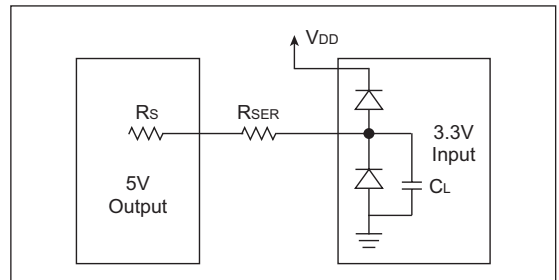 VDD
RS
RSER
3.3V
Input
5V
Output
CL